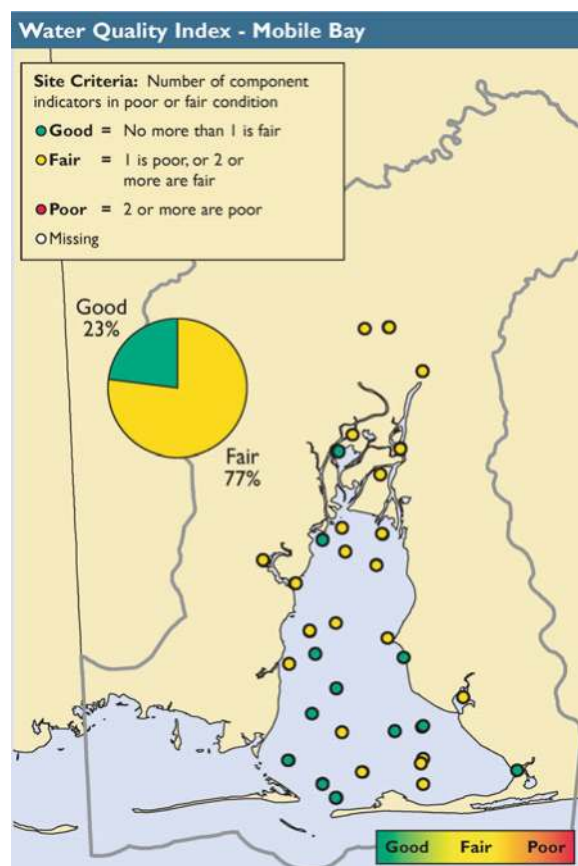 Water Quality Index - Mobile Bay
Site Criteria: Number of component
indicators in poor or fair condition
Good = No more than 1 is fair
Fair = 1 is poor, or 2 or
more are fair
Poor = 2 or more are poor
Missing
Good
23%
Fair
77%
Good Fair Poor